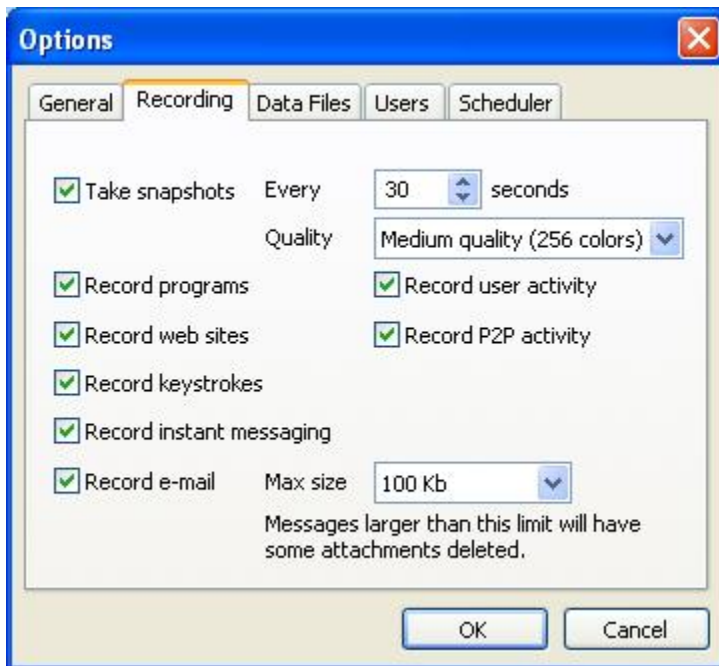 Options
General Recording Data Files Users Scheduler
Take snapshots Every 30 seconds
Quality Medium quality (256 colors)
Record programs Record user activity
Record web sites Record P2P activity
Record keystrokes
Record instant messaging
Record e-mail Max size 100 Kb
Messages larger than this limit will have
some attachments deleted.
OK Cancel